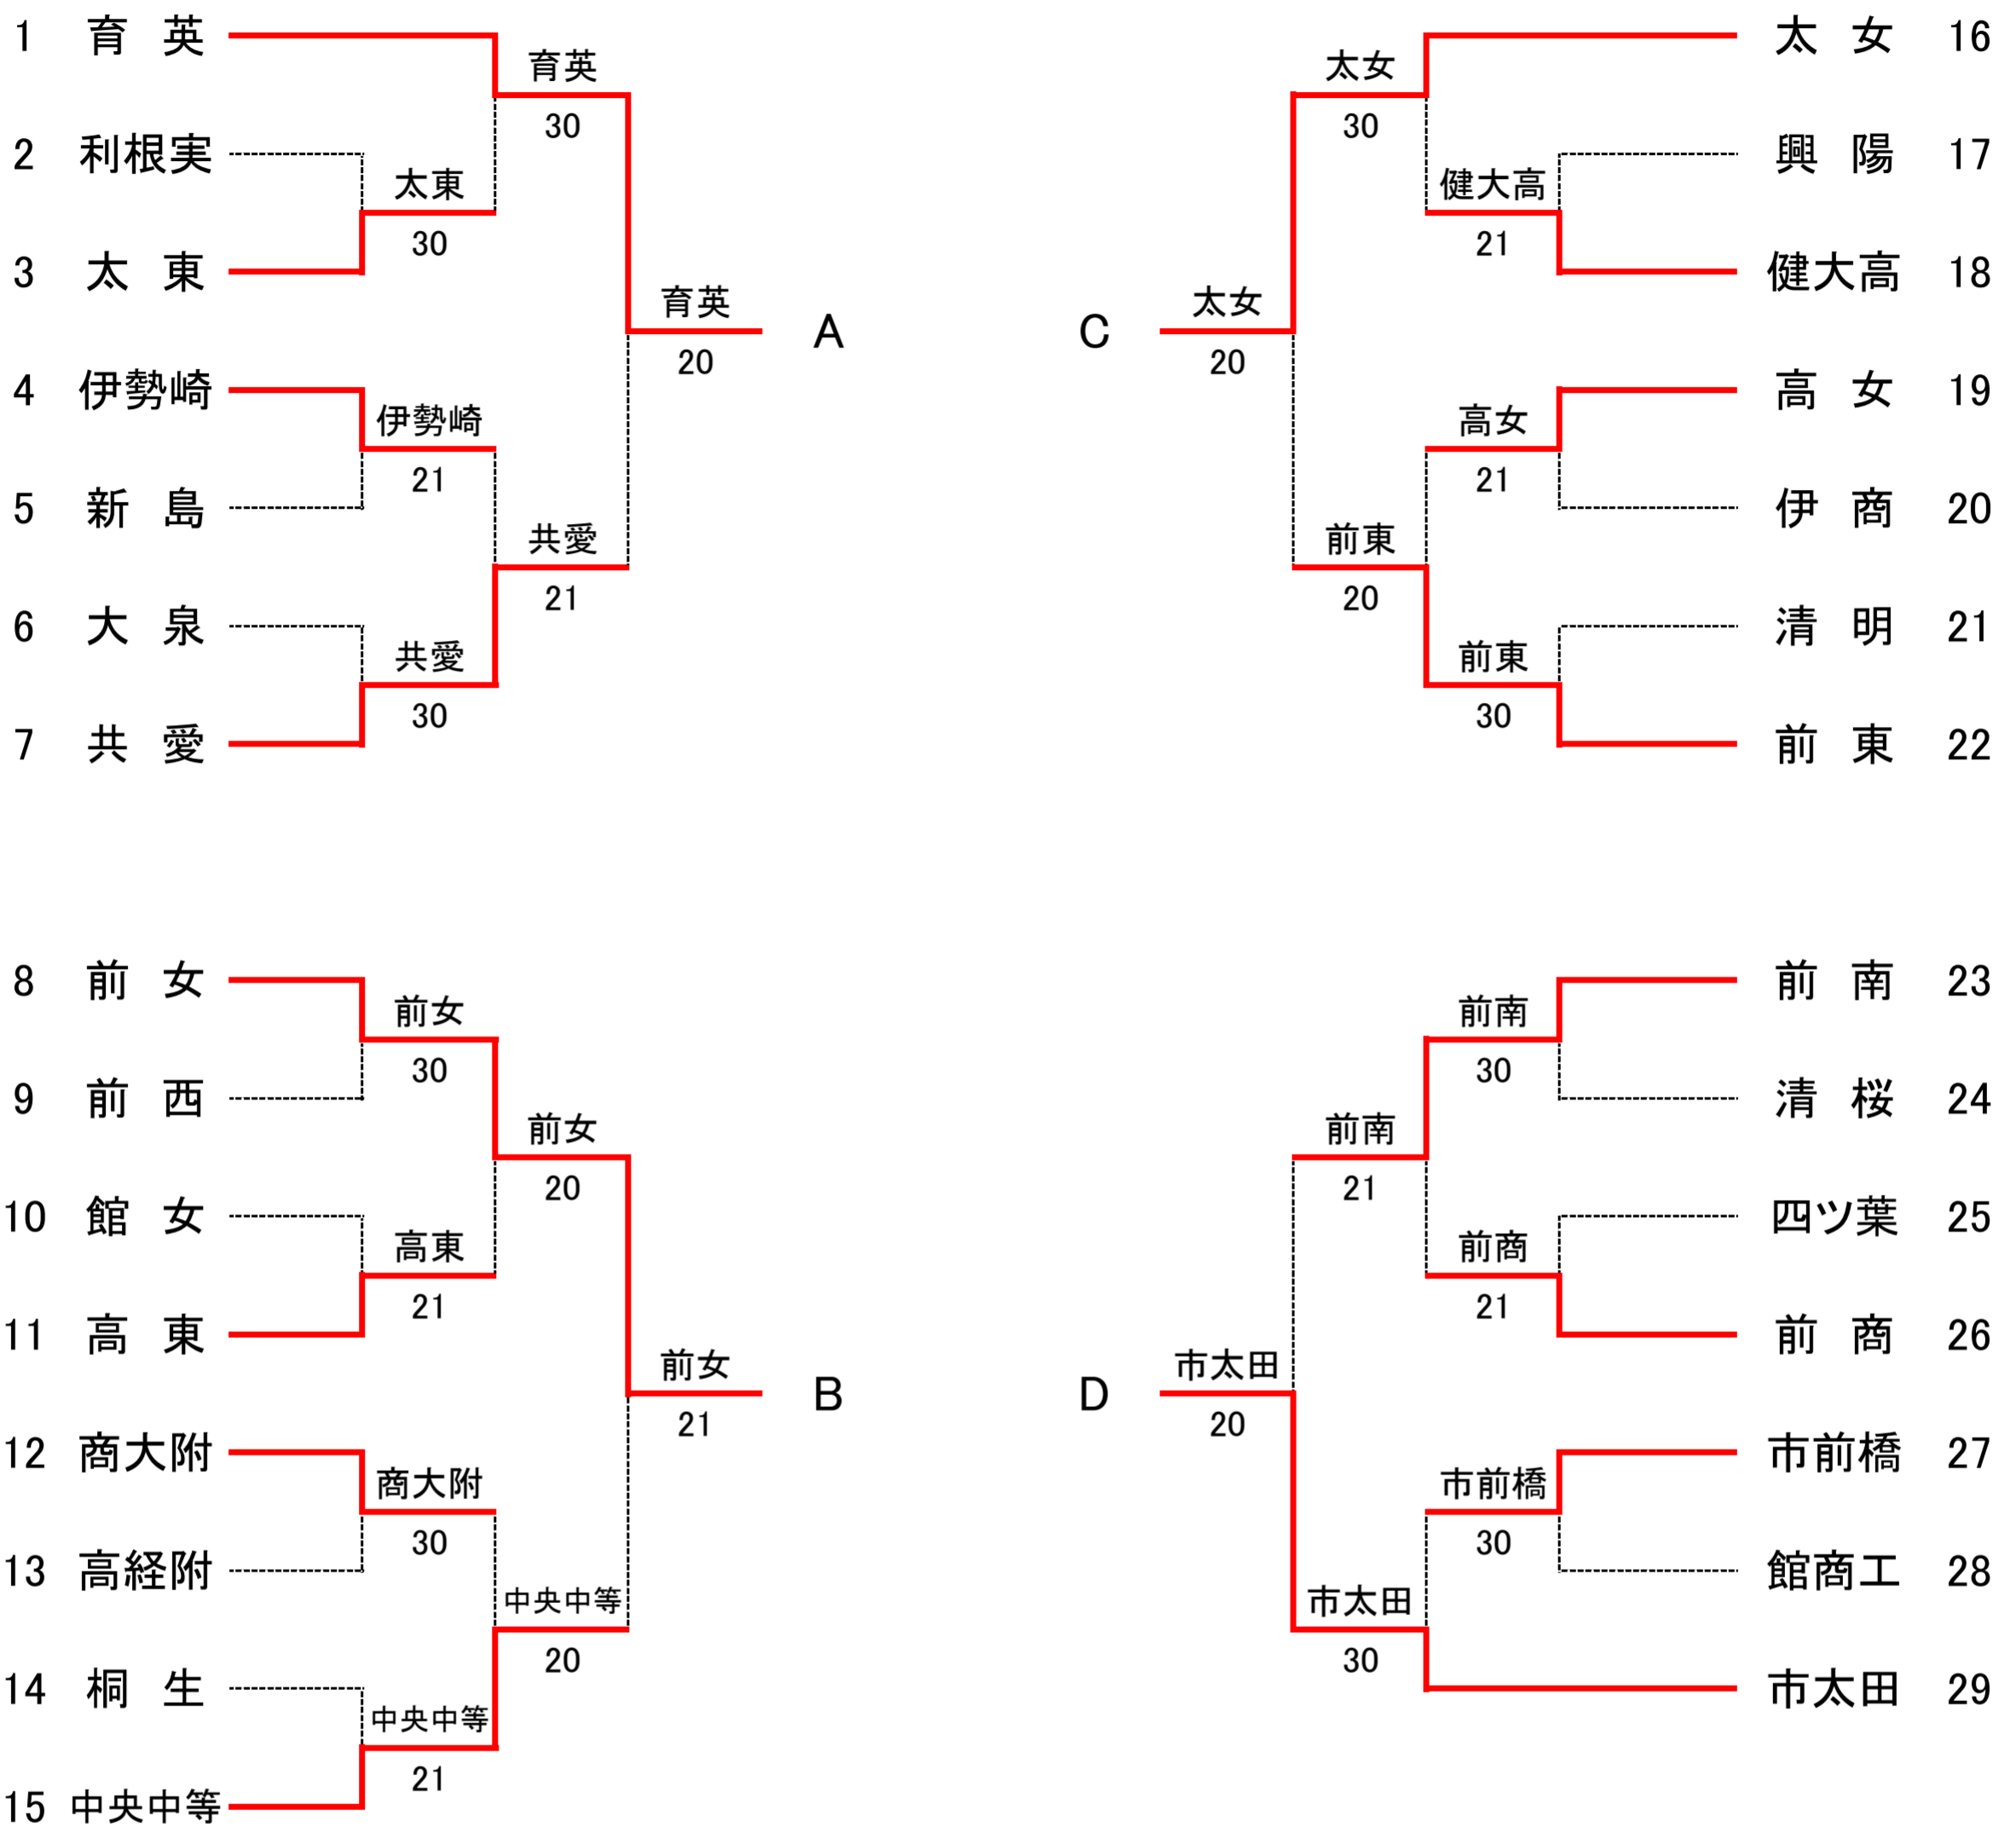 1 育 英
育英
30
2 利根実
太東
30
3 太 東
育英
20
A
4 伊勢崎
伊勢崎
21
5 新 島
共愛
21
6 大 泉
共愛
30
7 共 愛
太 女 16
太女
30
興 陽 17
健大高
21
健大高 18
太女
20
C
高 女 19
高女
21
伊 商 20
前東
20
清 明 21
前東
30
前 東 22
8 前 女
前女
30
9 前 西
前女
20
10 館 女
高東
21
11 高 東
前女
21
B
12 商大附
商大附
30
13 高経附
中央中等
20
14 桐 生
中央中等
21
15 中央中等
前 南 23
前南
30
清 桜 24
前南
21
四ツ葉 25
前商
21
前 商 26
市太田
20
D
市前橋 27
市前橋
30
館商工 28
市太田
30
市太田 29